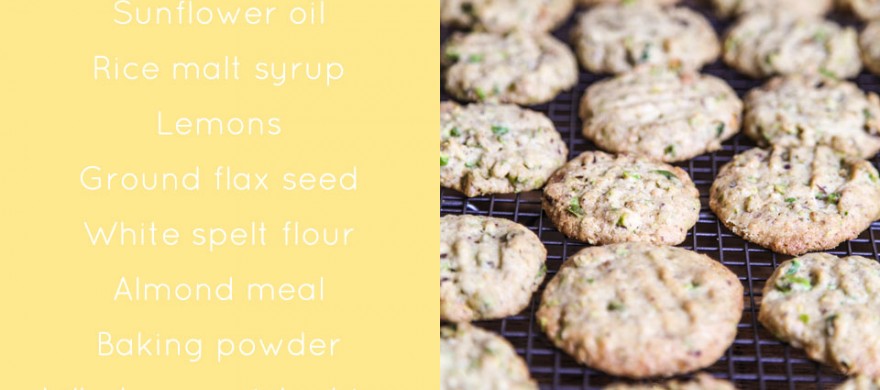 Sunflower oil
Rice malt syrup
Lemons
Ground flax seed
White spelt flour
Almond meal
Baking powder